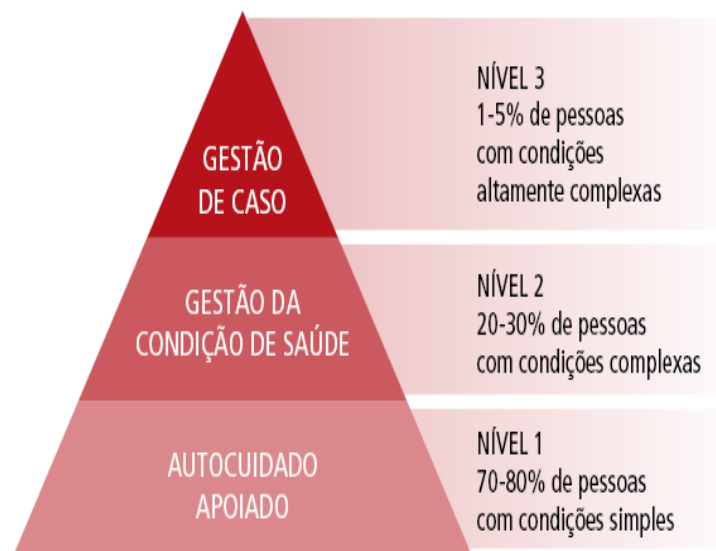 GESTÃO
DE CASO
NÍVEL 3
1-5% de pessoas
com condições
altamente complexas
GESTÃO DA
CONDIÇÃO DE SAÚDE
NÍVEL 2
20-30% de pessoas
com condições complexas
AUTOCUIDADO
APOIADO
NÍVEL 1
70-80% de pessoas
com condições simples